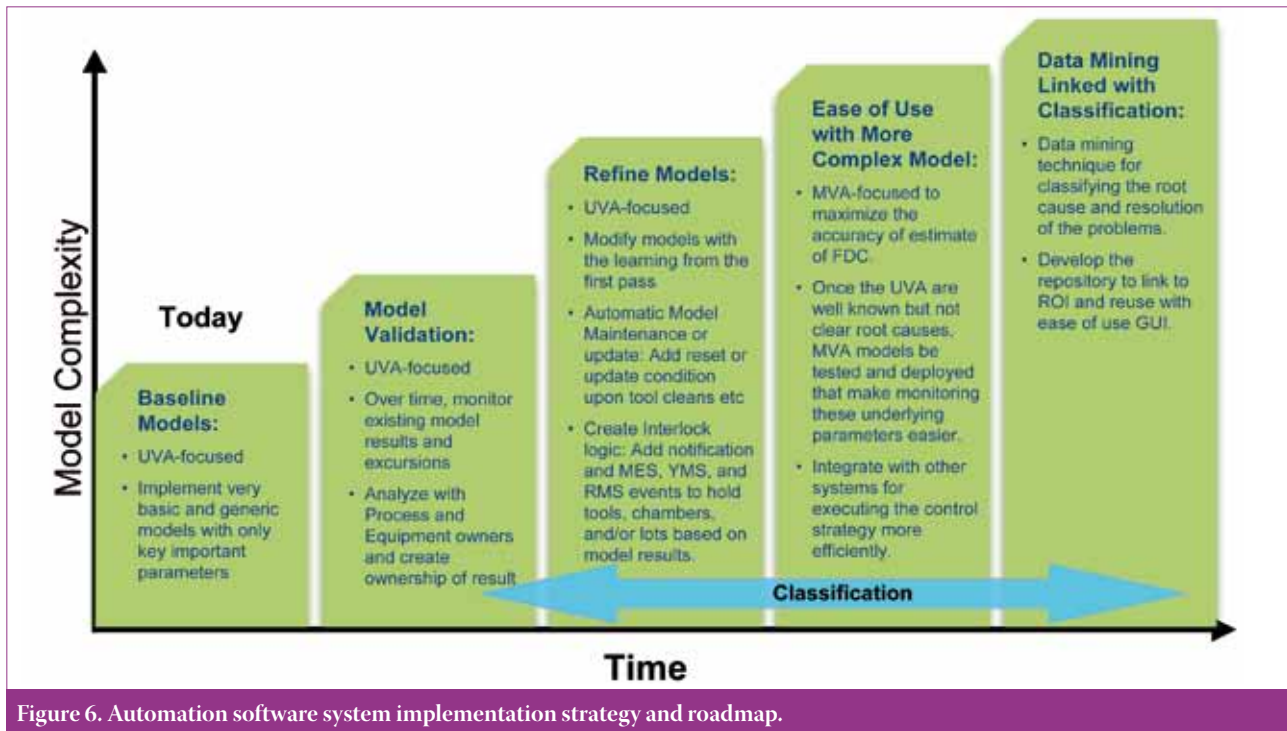 Model Complexity
Today
Baseline
Models:
• UVA-focused
• Implement very
basic and generic
models with only
key important
parameters
Model
Validation:
• UVA-focused
• Over time, monitor
existing model
results and
excursions
• Analyze with
Process and
Equipment owners
and create
ownership of result
Refine Models:
• UVA-focused
• Modify models with
the learning from the
first pass
• Automatic Model
Maintenance or
update: Add reset or
update condition
upon tool cleans etc
• Create Interlock
logic: Add notification
and MES, YMS, and
RMS events to hold
tools, chambers,
and/or lots based on
model results.
Ease of Use
with More
Complex Model:
• MVA-focused to
maximize the
accuracy of estimate
of FDC.
• Once the UVA are
well known but not
clear root causes,
MVA models be
tested and deployed
that make monitoring
these underlying
parameters easier.
• Integrate with other
systems for
executing the control
strategy more
efficiently.
Data Mining
Linked with
Classification:
• Data mining
technique for
classifying the root
cause and resolution
of the problems.
• Develop the
repository to link to
ROI and reuse with
ease of use GUI.
Classification
Time
Figure 6. Automation software system implementation strategy and roadmap.